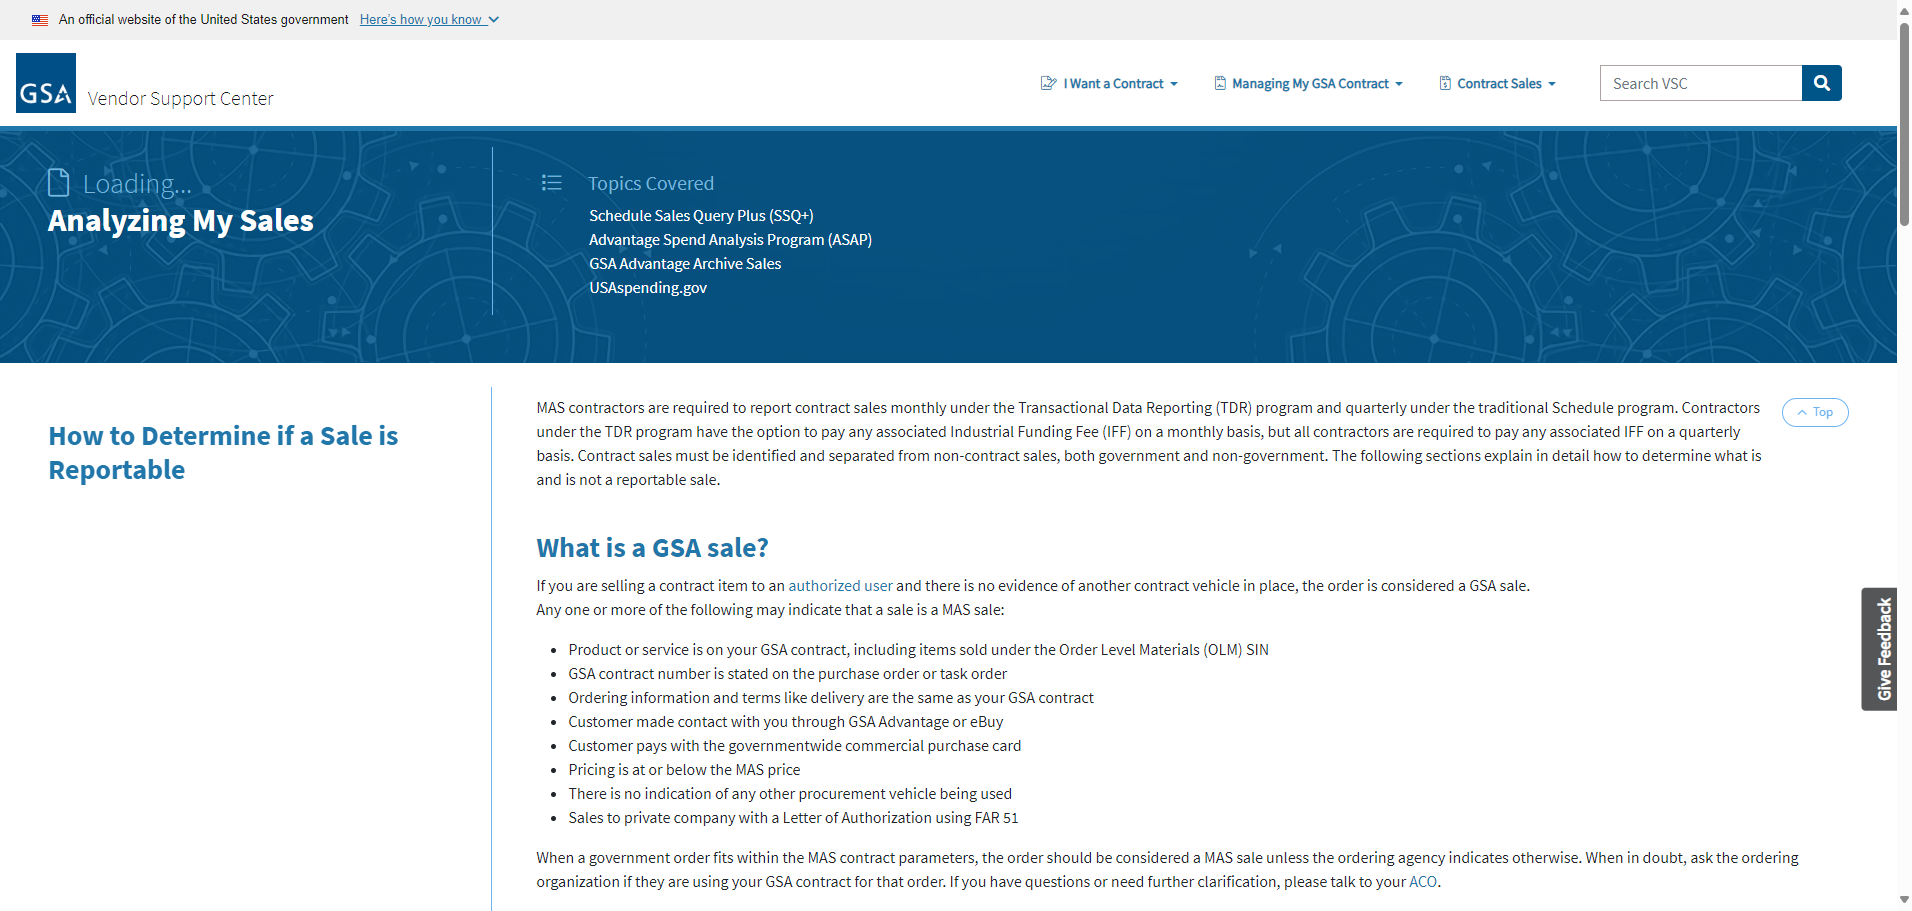 An official website of the United States government Here's how you know
GSA
Vendor Support Center
I Want a Contract
Managing My GSA Contract
Contract Sales
Search VSC
Loading...
Analyzing My Sales
Topics Covered
Schedule Sales Query Plus (SSQ+)
Advantage Spend Analysis Program (ASAP)
GSA Advantage Archive Sales
USAspending.gov
How to Determine if a Sale is
Reportable
MAS contractors are required to report contract sales monthly under the Transactional Data Reporting (TDR) program and quarterly under the traditional Schedule program. Contractors
under the TDR program have the option to pay any associated Industrial Funding Fee (IFF) on a monthly basis, but all contractors are required to pay any associated IFF on a quarterly
basis. Contract sales must be identified and separated from non-contract sales, both government and non-government. The following sections explain in detail how to determine what is
and is not a reportable sale.
Top
What is a GSA sale?
If you are selling a contract item to an authorized user and there is no evidence of another contract vehicle in place, the order is considered a GSA sale.
Any one or more of the following may indicate that a sale is a MAS sale:
• Product or service is on your GSA contract, including items sold under the Order Level Materials (OLM) SIN
• GSA contract number is stated on the purchase order or task order
• Ordering information and terms like delivery are the same as your GSA contract
• Customer made contact with you through GSA Advantage or eBuy
• Customer pays with the governmentwide commercial purchase card
• Pricing is at or below the MAS price
• There is no indication of any other procurement vehicle being used
• Sales to private company with a Letter of Authorization using FAR 51
When a government order fits within the MAS contract parameters, the order should be considered a MAS sale unless the ordering agency indicates otherwise. When in doubt, ask the ordering
organization if they are using your GSA contract for that order. If you have questions or need further clarification, please talk to your ACO.
Give Feedback